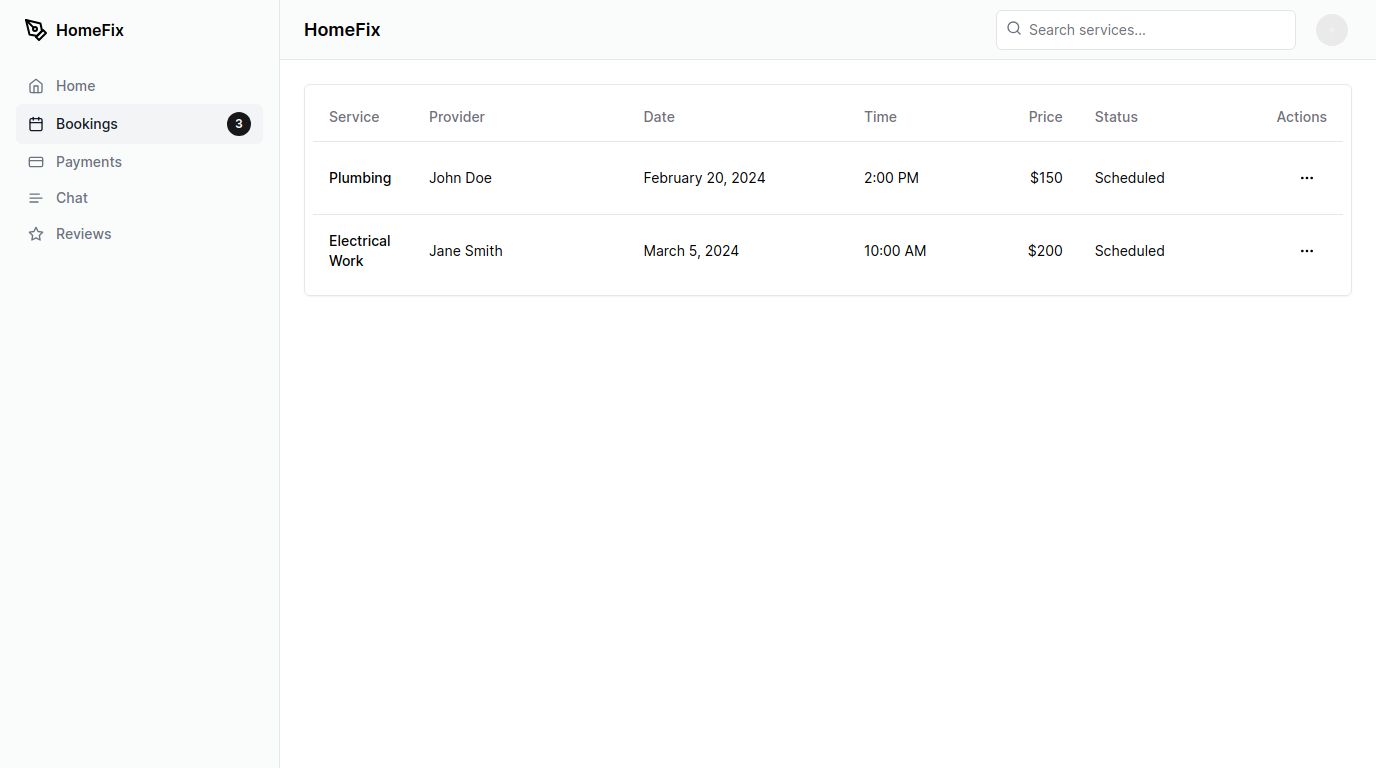 HomeFix
HomeFix
Search services...
Home
Bookings 3
Payments
Chat
Reviews
Service Provider Date Time Price Status Actions
Plumbing John Doe February 20, 2024 2:00 PM $150 Scheduled ...
Electrical
Work Jane Smith March 5, 2024 10:00 AM $200 Scheduled ...